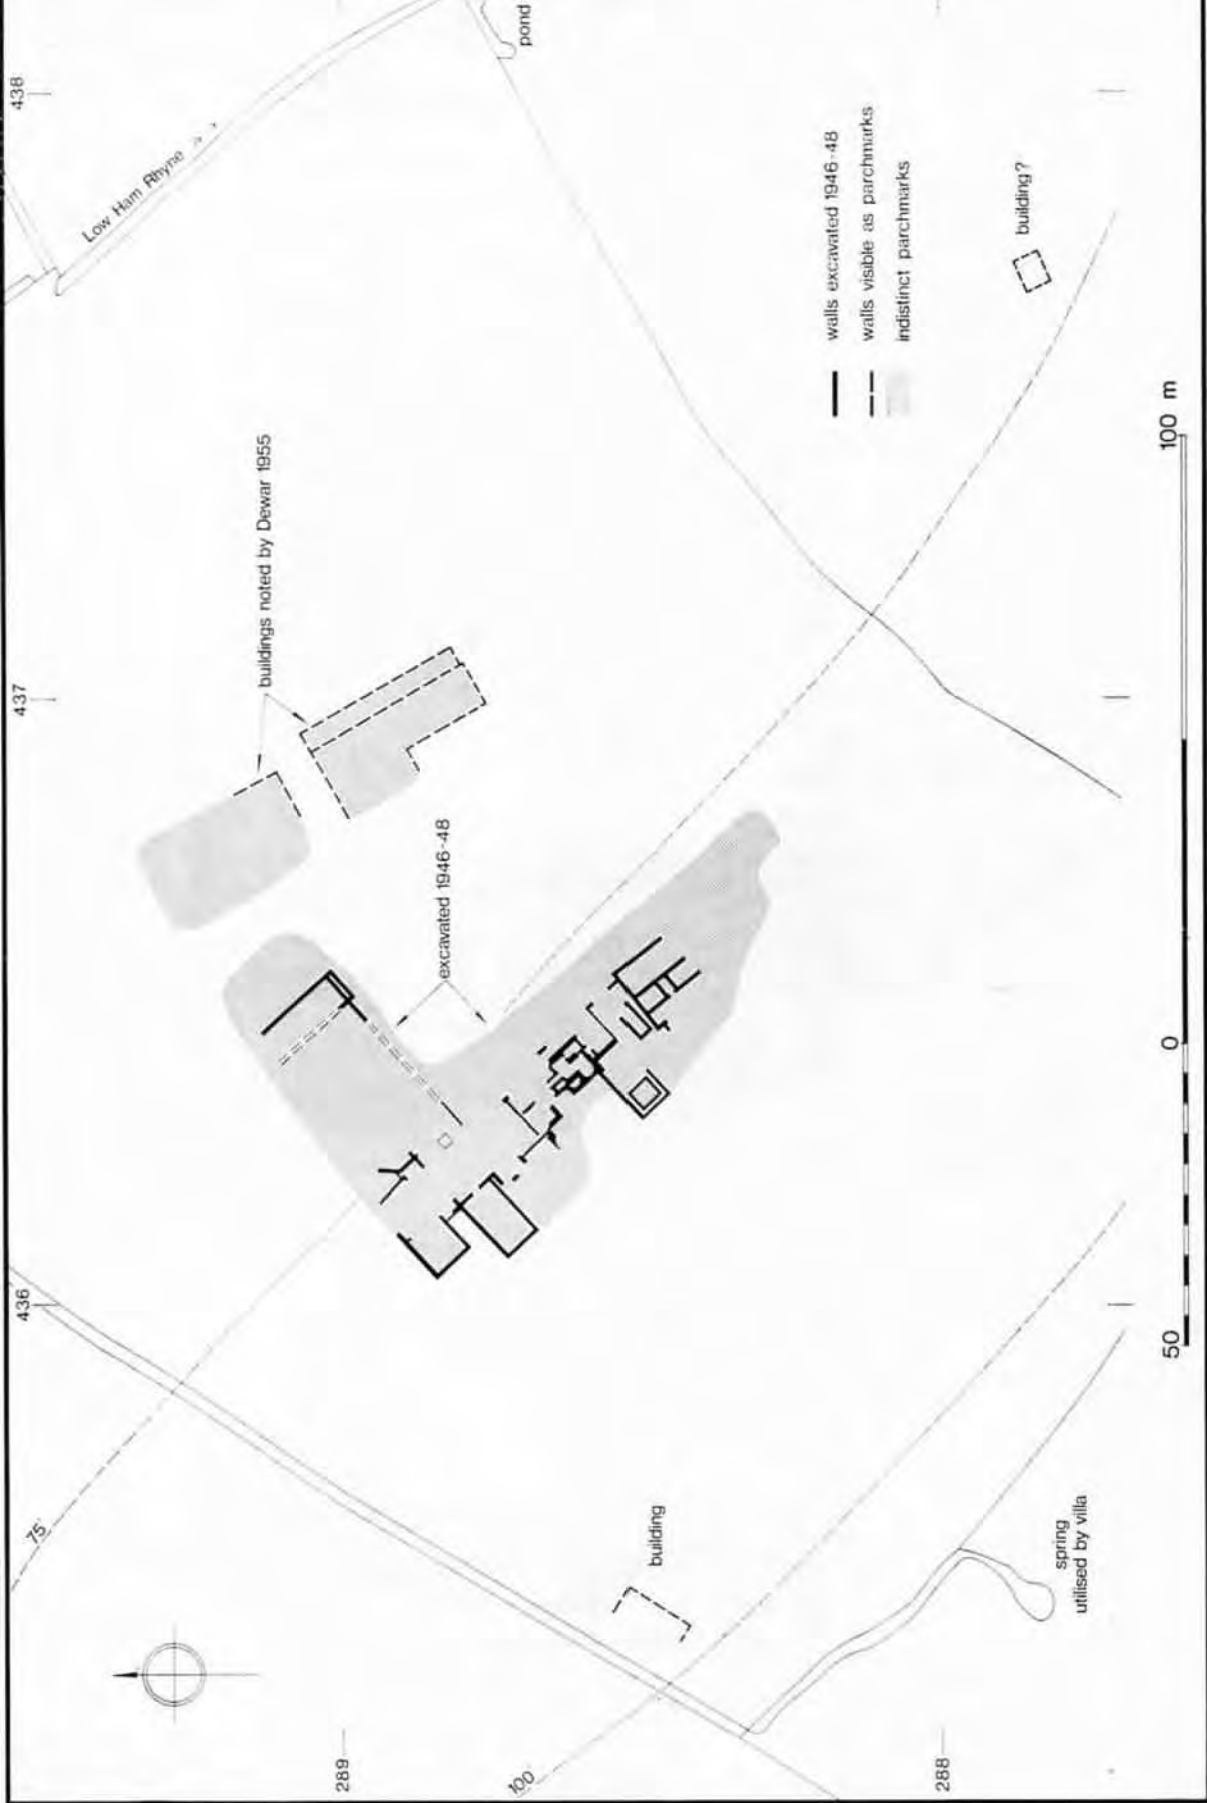 438
Low Ham Rhyne
pond
437
buildings noted by Dewar 1955
436
75'
excavated 1946-48
walls excavated 1946-48
walls visible as parchmarks
indistinct parchmarks
building?
289
100
building
spring
utilised by villa
288
50
0
100 m